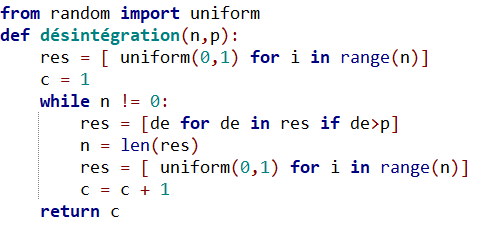 from random import uniform
def désintégration(n,p):
    res = [ uniform(0,1) for i in range(n)]
    c = 1
    while n != 0:
        res = [de for de in res if de>p]
        n = len(res)
        res = [ uniform(0,1) for i in range(n)]
        c = c + 1
    return c